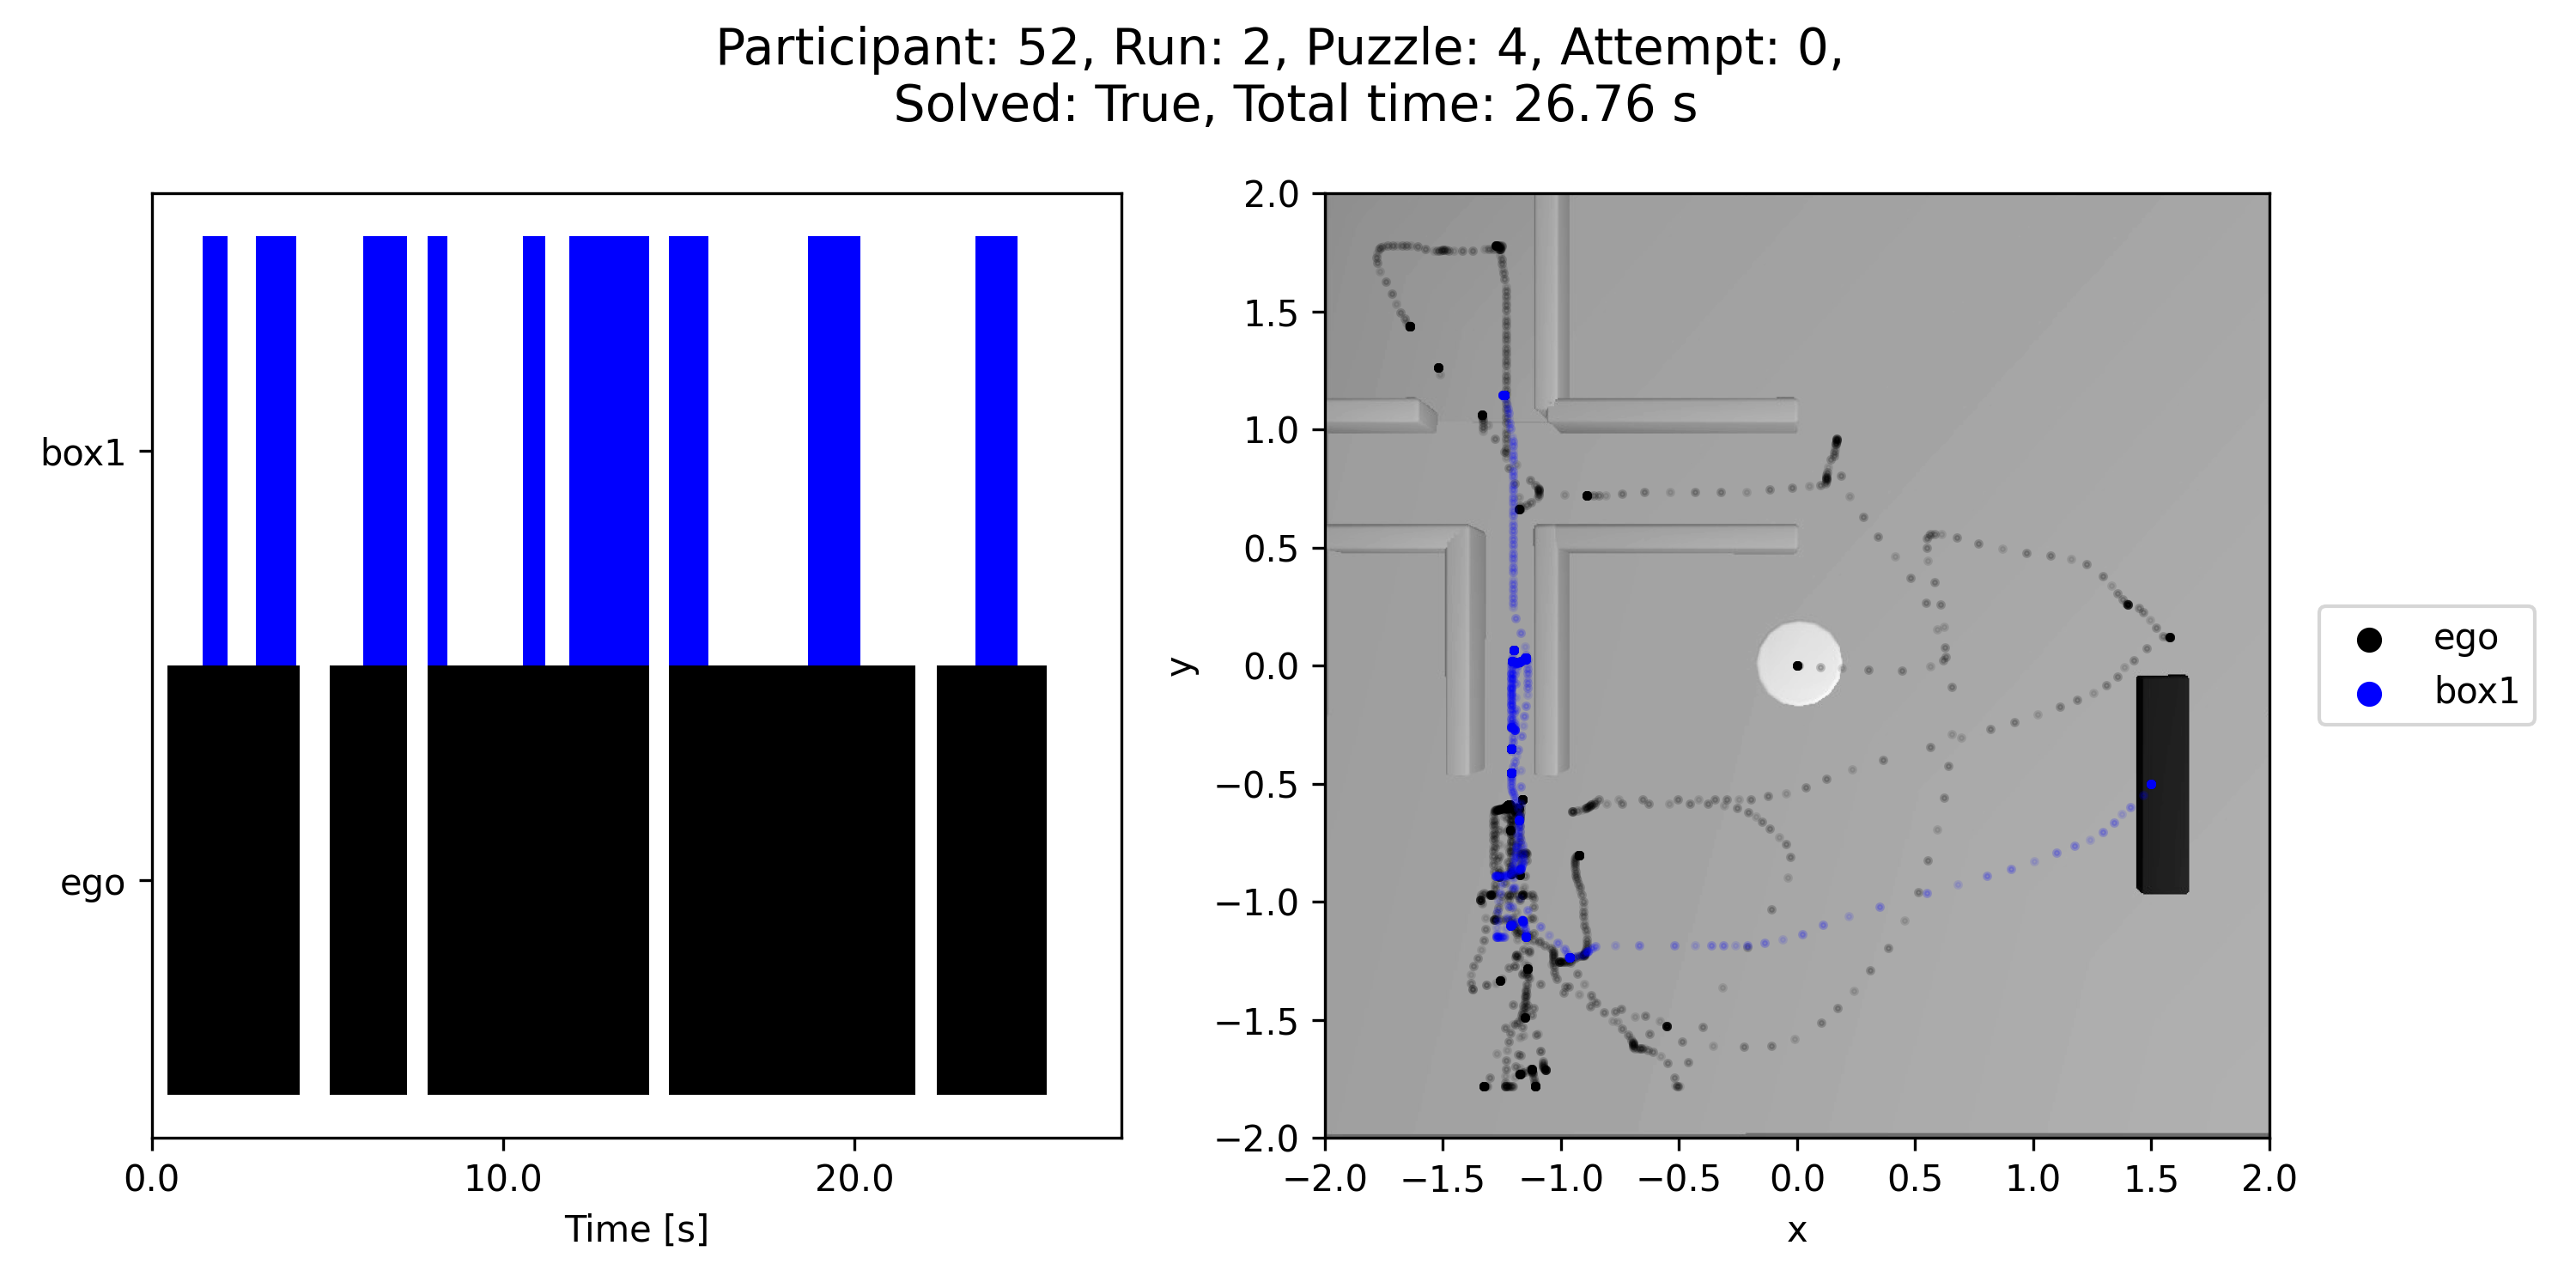 Participant: 52, Run: 2, Puzzle: 4, Attempt: 0,
Solved: True, Total time: 26.76 s
box1
ego
0.0 10.0 20.0
Time [s]
2.0
1.5
1.0
0.5
0.0
−0.5
−1.0
−1.5
−2.0
y
−2.0 −1.5 −1.0 −0.5 0.0 0.5 1.0 1.5 2.0
x
ego
box1